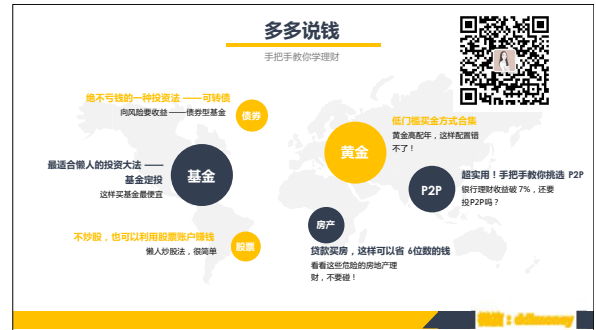 多多说钱
手把手教你学理财
绝不亏钱的一种投资法 ——可转债
向风险要收益 ——债券型基金
债券
最适合懒人的投资大法 ——
基金定投
这样买基金最便宜
基金
不炒股，也可以利用股票账户赚钱
懒人炒股法，很简单
股票
黄金
低门槛买金方式合集
黄金高配年，这样配置错
不了！
P2P
超实用！手把手教你挑选 P2P
银行理财收益破 7%，还要
投P2P吗？
房产
贷款买房，这样可以省 6位数的钱
看看这些危险的房地产理
财，不要碰！
微信：ddmoney